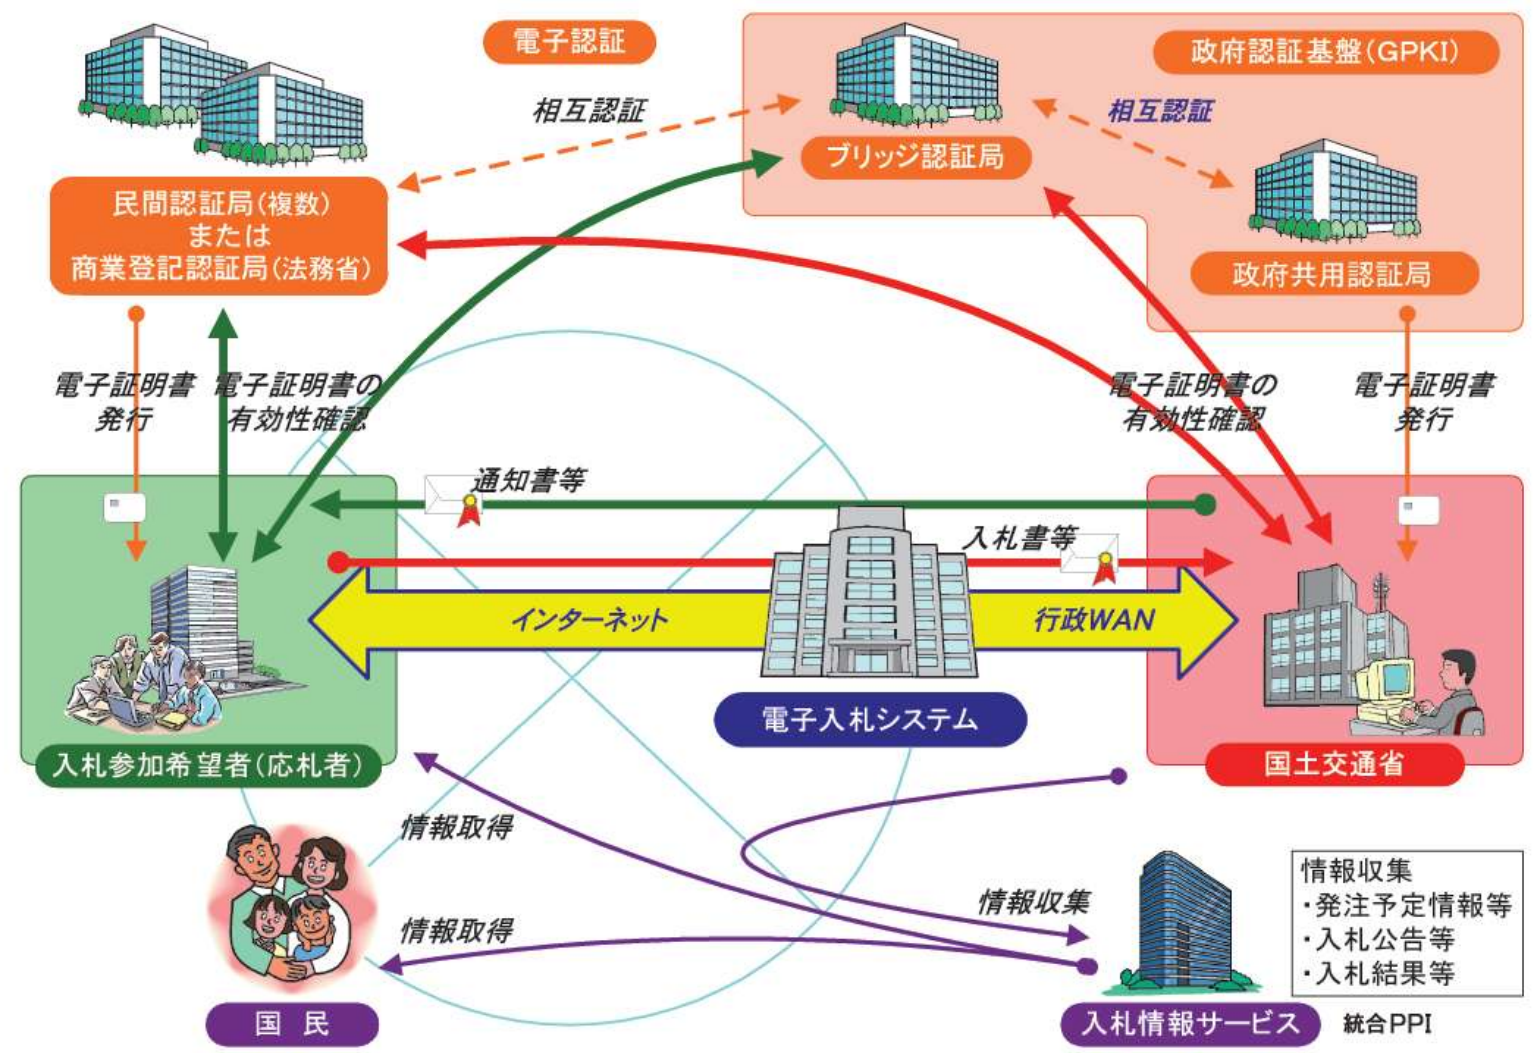 電子認証
政府認証基盤(GPKI)
相互認証
相互認証
ブリッジ認証局
民間認証局(複数)
または
商業登記認証局(法務省)
政府共用認証局
電子証明書
発行
電子証明書の
有効性確認
電子証明書の
有効性確認
電子証明書
発行
通知書等
入札書等
インターネット
行政WAN
電子入札システム
入札参加希望者(応札者)
国土交通省
情報取得
情報収集
情報取得
情報収集
・発注予定情報等
・入札公告等
・入札結果等
国 民
入札情報サービス
統合PPI